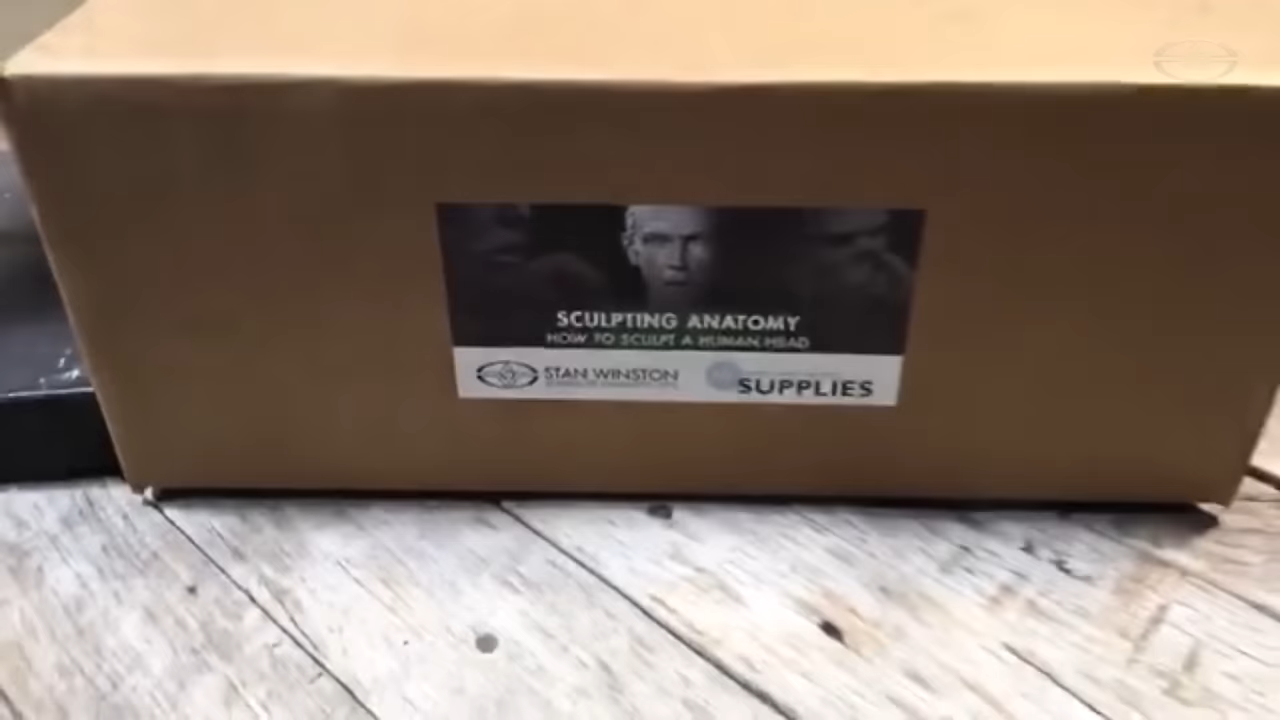 SCULPTING ANATOMY
HOW TO SCULPT A HUMAN HEAD
STAN WINSTON
SUPPLIES